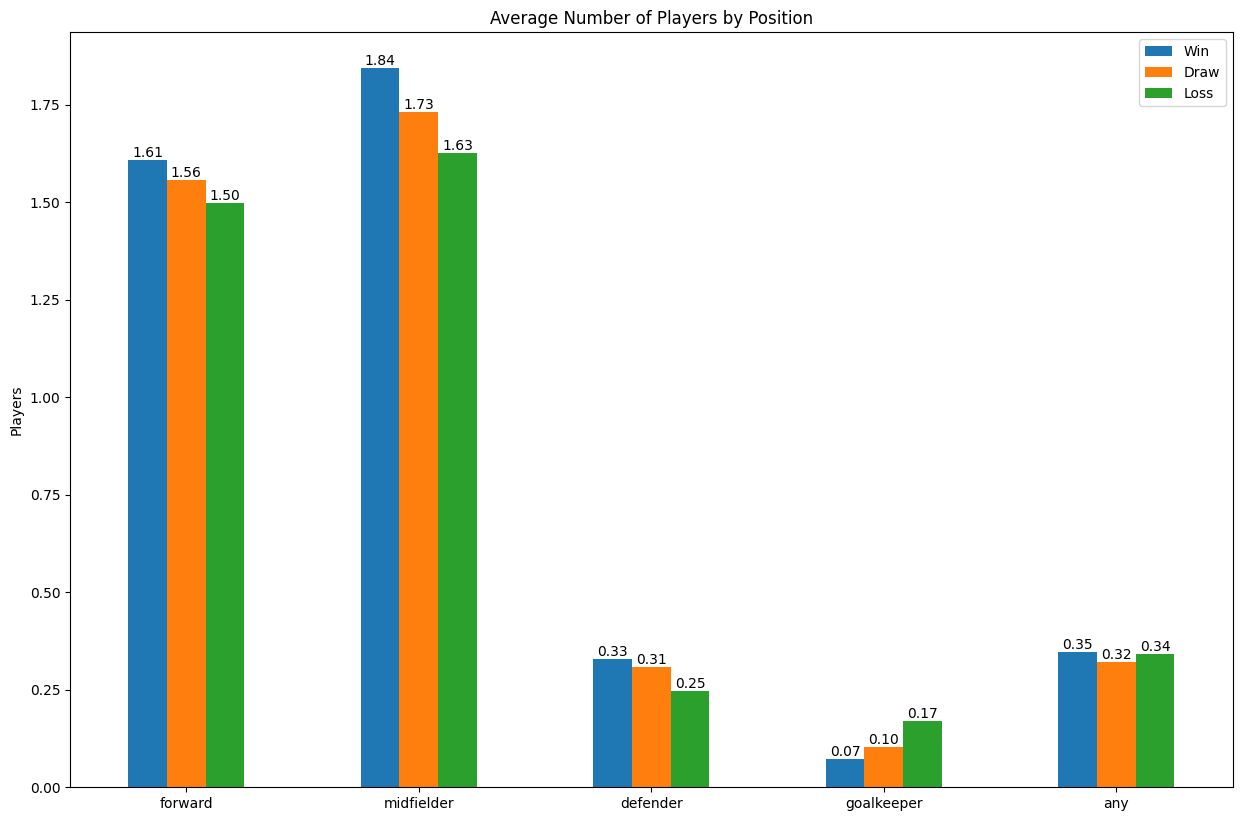 Average Number of Players by Position
Win
Draw
Loss
Players
1.75
1.50
1.25
1.00
0.75
0.50
0.25
0.00
1.61
1.56
1.50
1.84
1.73
1.63
0.33
0.31
0.25
0.07
0.10
0.17
0.35
0.32
0.34
forward
midfielder
defender
goalkeeper
any